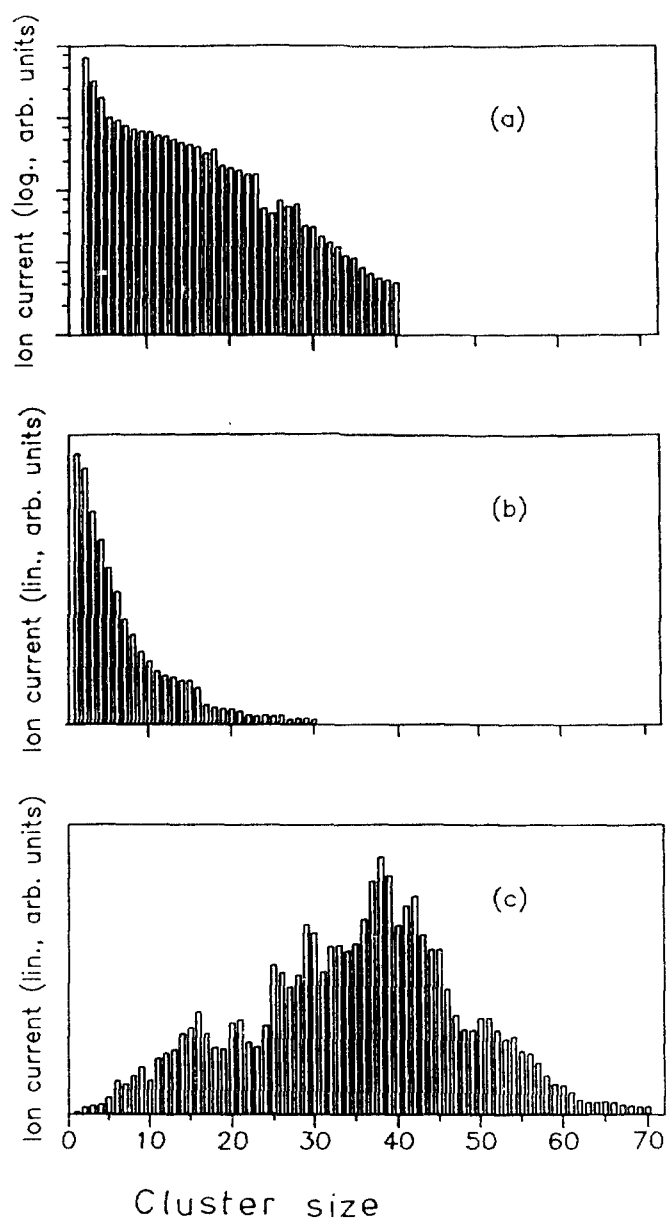 Ion current (log., arb. units)
(a)
Ion current (lin., arb. units)
(b)
Ion current (lin., arb. units)
(c)
0 10 20 30 40 50 60 70
Cluster size